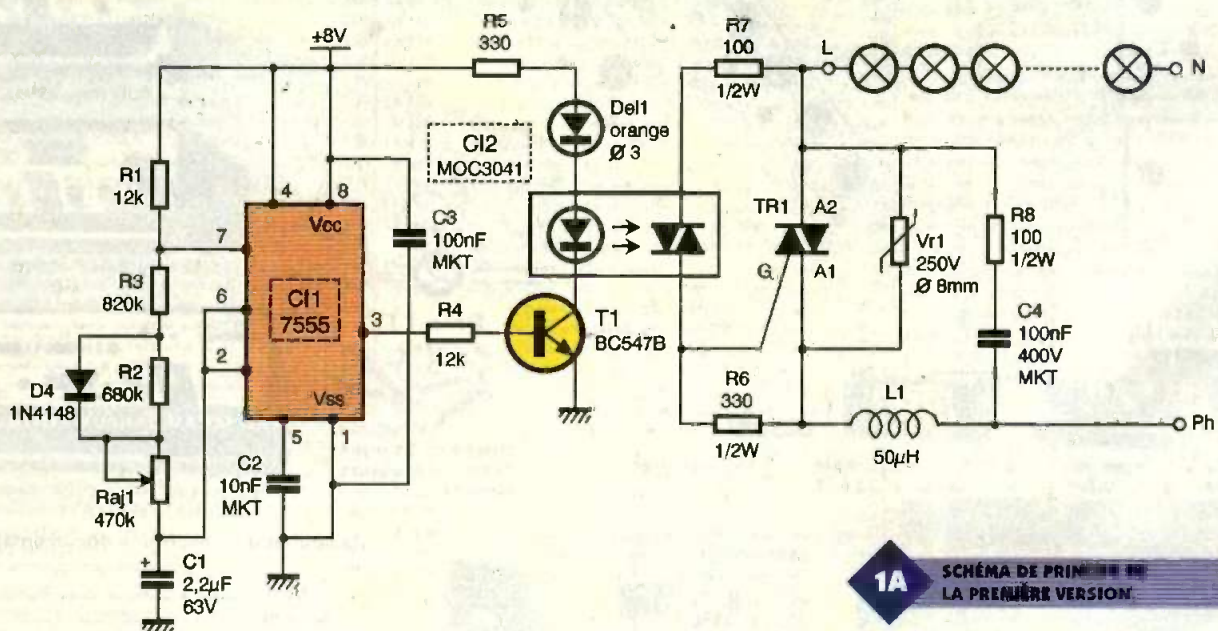 +8V
R5
330
R7
100
1/2W
L
N
Del1
orange
Ø 3
CI2
MOC3041
R1
12k
4
8
Vcc
7
C3
100nF
MKT
TR1
A2
G
A1
Vr1
250V
Ø 8mm
R8
100
1/2W
R3
820k
6
CI1
7555
3
R4
12k
T1
BC547B
C4
100nF
400V
MKT
2
D4
1N4148
R2
680k
Vss
5
1
R6
330
1/2W
L1
50µH
Ph
C2
10nF
MKT
Raj1
470k
+
C1
2,2µF
63V
1A
SCHÉMA DE
LA PREMIÈRE VERSION